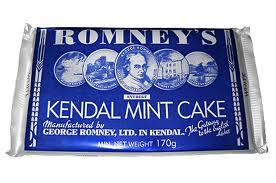 ROMNEY'S
EVEREST
KENDAL MINT CAKE
Manufactured by
GEORGE ROMNEY, LTD. IN KENDAL-
"The Gateway
to the english
Lakes"
MIN. NET WEIGHT 170g